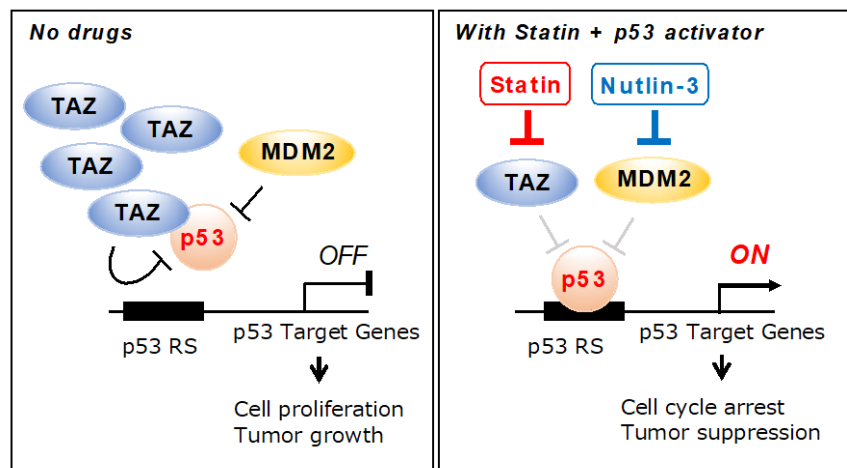 No drugs
TAZ
TAZ
TAZ
TAZ
MDM2
p53
OFF
p53 RS
p53 Target Genes
Cell proliferation
Tumor growth
With Statin + p53 activator
Statin
Nutlin-3
TAZ
MDM2
p53
ON
p53 RS
p53 Target Genes
Cell cycle arrest
Tumor suppression